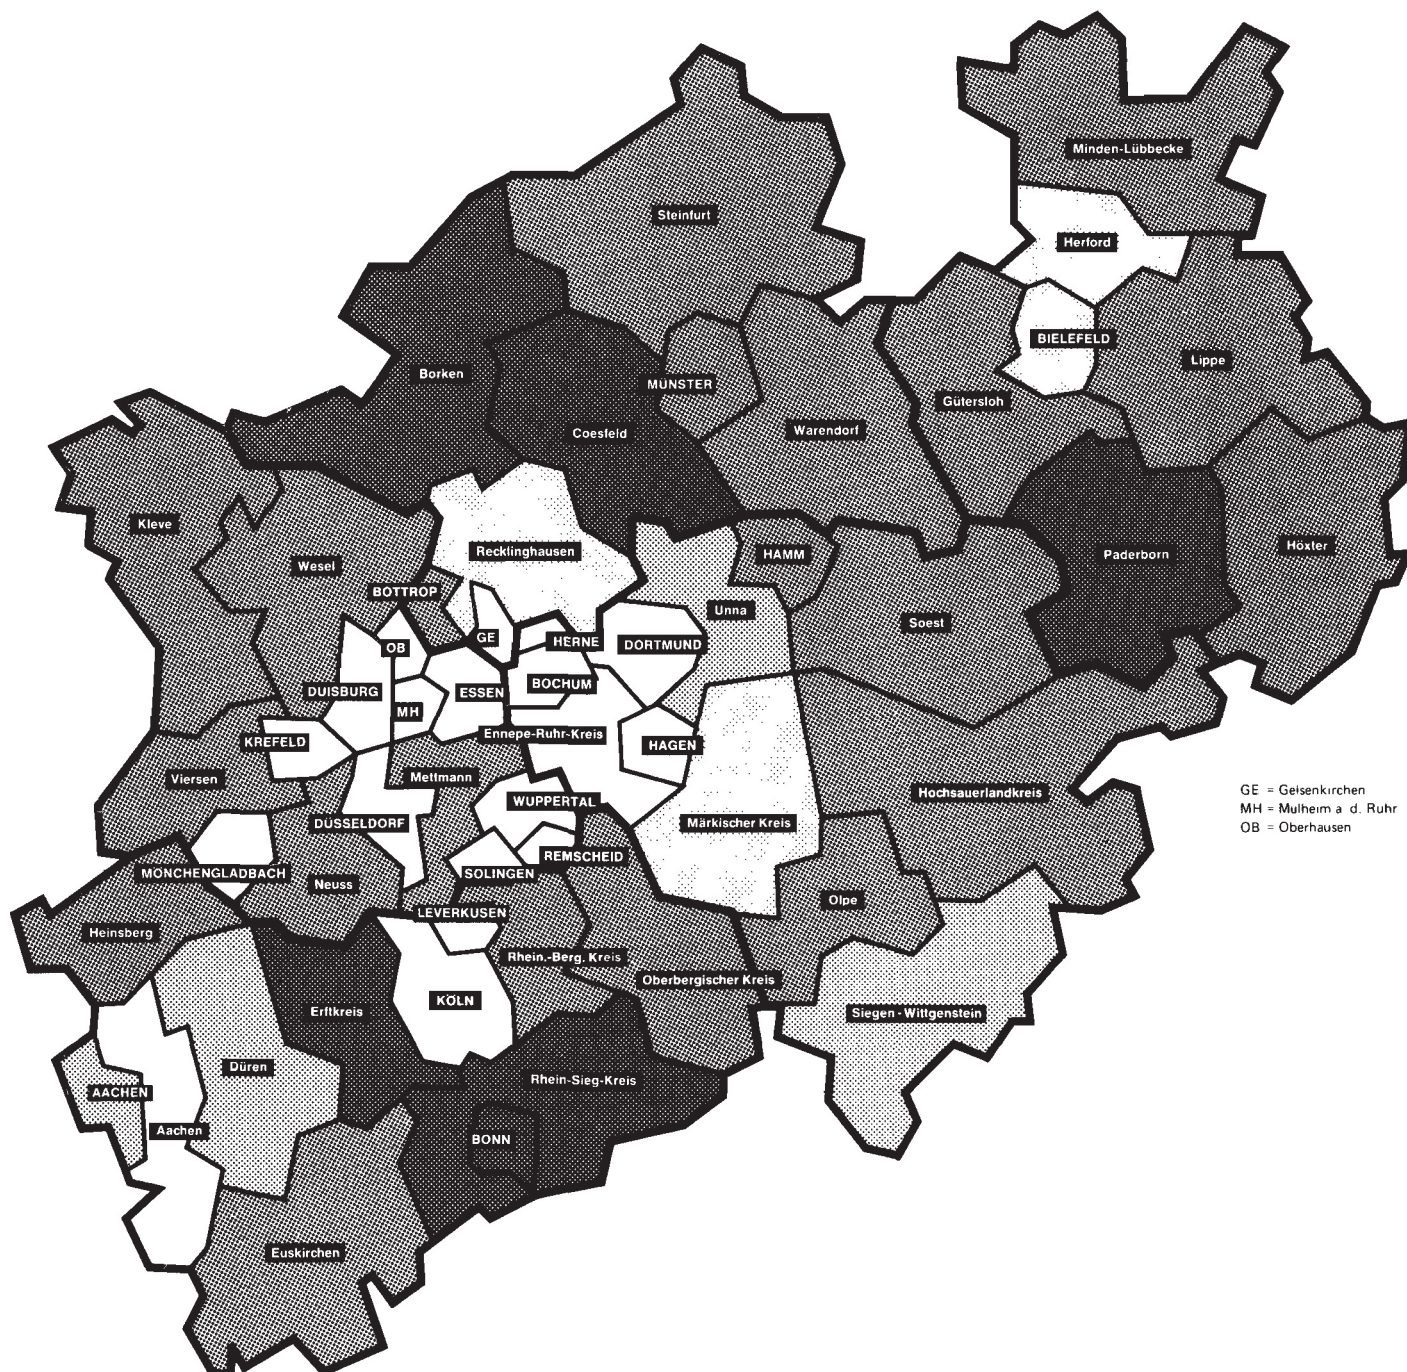 Minden-Lübbecke
Steinfurt
Herford
BIELEFELD
Lippe
Borken
MÜNSTER
Gütersloh
Coesfeld
Warendorf
Kleve
Höxter
Recklinghausen
HAMM
Paderborn
Wesel
BOTTROP
Unna
Soest
GE
HERNE
DORTMUND
OB
DUISBURG
ESSEN
BOCHUM
MH
KREFELD
Ennepe-Ruhr-Kreis
HAGEN
Viersen
Mettmann
Hochsauerlandkreis
GE = Gelsenkirchen
MH = Mulheim a d. Ruhr
OB = Oberhausen
WUPPERTAL
DÜSSELDORF
Märkischer Kreis
REMSCHEID
MÖNCHENGLADBACH
SOLINGEN
Neuss
Olpe
LEVERKUSEN
Heinsberg
Rhein.-Berg. Kreis
Oberbergischer Kreis
KÖLN
Erftkreis
Siegen-Wittgenstein
Düren
Rhein-Sieg-Kreis
AACHEN
Aachen
BONN
Euskirchen